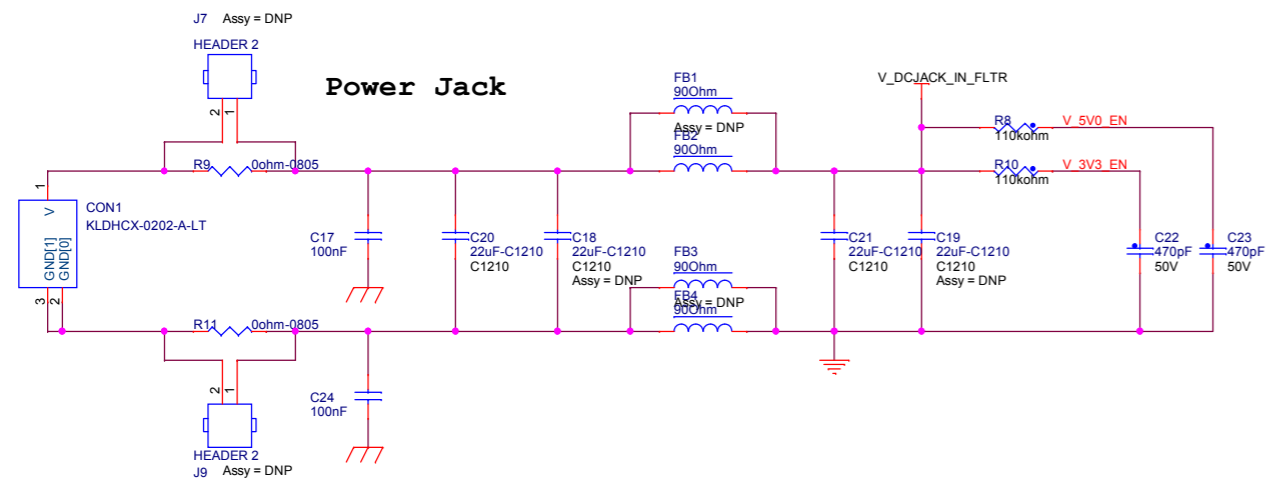 J7 Assy = DNP
HEADER 2
2
1
Power Jack
FB1
90Ohm
Assy = DNP
FB2
90Ohm
V_DCJACK_IN_FLTR
R8
110kohm
V_5V0_EN
R9
0ohm-0805
R10
110kohm
V_3V3_EN
1
V
GND[1]
GND[0]
3
2
CON1
KLDHCX-0202-A-LT
C17
100nF
C20
22uF-C1210
C1210
C18
22uF-C1210
C1210
Assy = DNP
FB3
90Ohm
Assy = DNP
FB4
90Ohm
C21
22uF-C1210
C1210
C19
22uF-C1210
C1210
Assy = DNP
C22
470pF
50V
C23
470pF
50V
R11
0ohm-0805
2
1
C24
100nF
HEADER 2
J9 Assy = DNP